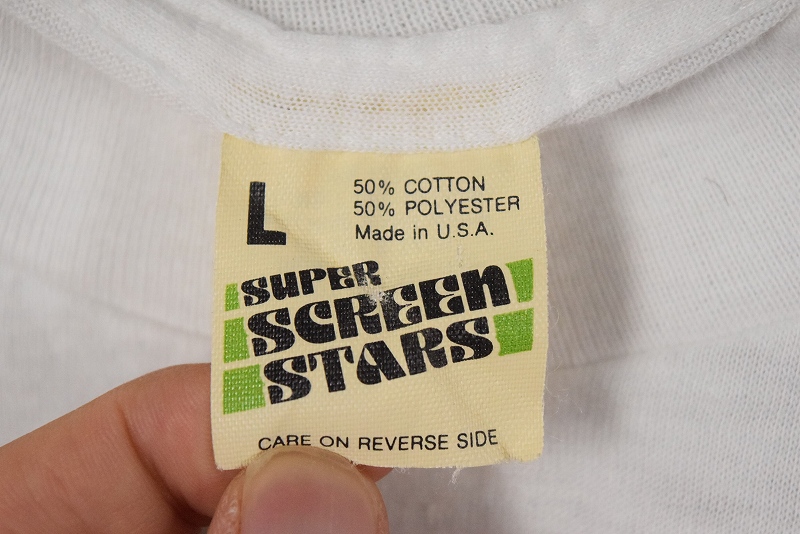 L
50% COTTON
50% POLYESTER
Made in U.S.A.
SUPER
SCREEN
STARS
CARE ON REVERSE SIDE